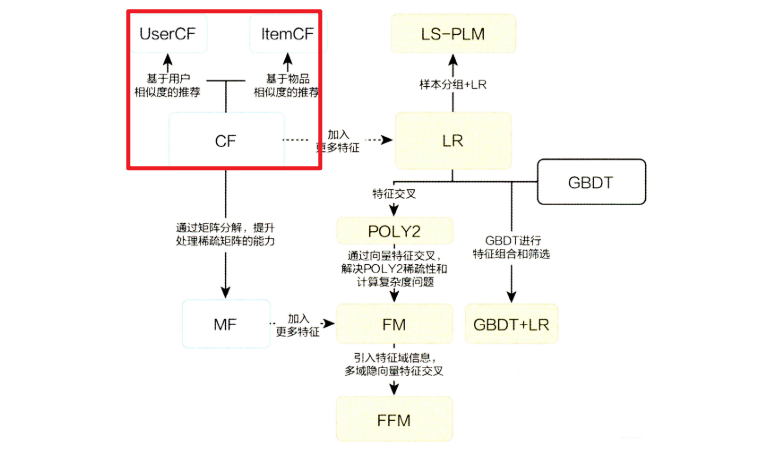 UserCF
ItemCF
LS-PLM
基于用户
相似度的推荐
基于物品
相似度的推荐
样本分组+LR
CF
加入
更多特征
LR
特征交叉
GBDT
通过矩阵分解，提升
处理稀疏矩阵的能力
POLY2
通过向量特征交叉，
解决POLY2稀疏性和
计算复杂度问题
GBDT进行
特征组合和筛选
MF
加入
更多特征
FM
GBDT+LR
引入特征域信息，
多域隐向量特征交叉
FFM